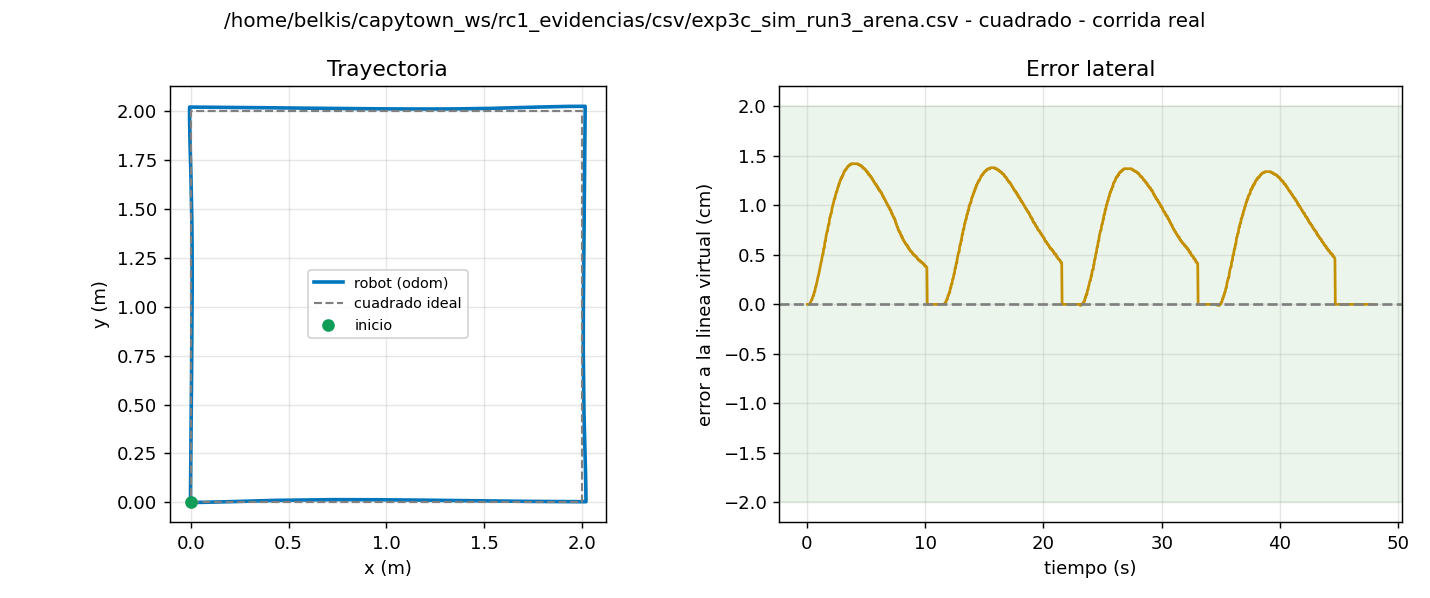 /home/belkis/capytown_ws/rc1_evidencias/csv/exp3c_sim_run3_arena.csv - cuadrado - corrida real
Trayectoria
2.00
1.75
1.50
1.25
1.00
0.75
0.50
0.25
0.00
y (m)
robot (odom)
cuadrado ideal
inicio
0.0
0.5
1.0
1.5
2.0
x (m)
Error lateral
2.0
1.5
1.0
0.5
0.0
−0.5
−1.0
−1.5
−2.0
error a la linea virtual (cm)
0
10
20
30
40
50
tiempo (s)